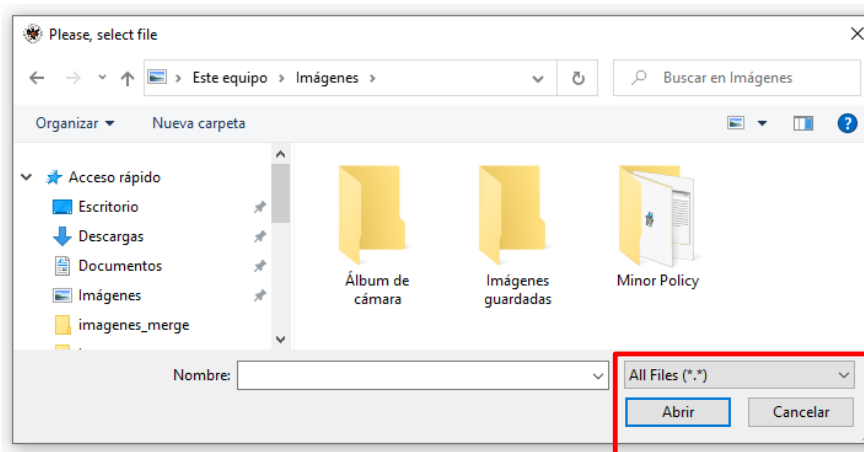 Please, select file
Este equipo > Imágenes >
Buscar en Imágenes
Organizar
Nueva carpeta
Acceso rápido
Escritorio
Descargas
Documentos
Imágenes
imagenes_merge
Álbum de
cámara
Imágenes
guardadas
Minor Policy
Nombre:
All Files (*.*)
Abrir
Cancelar